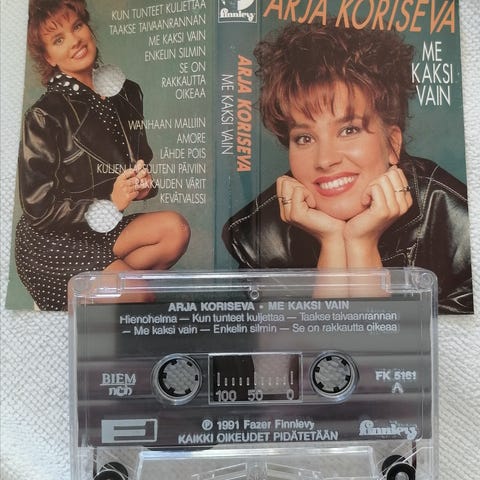 KUN TUNTEET KULJETTAA
TAAKSE TAIVAANRANNAN
ME KAKSI VAIN
ENKELIN SILMIN
SE ON
RAKKAUTTA
OIKEAA
WANHAAN MALLIIN
AMORE
LÄHDE POIS
KULJEN LAPSUUTENI PÄIVIIN
RAKKAUDEN VÄRIT
KEVÄTVALSSI
Finnlevy
ARJA KORISEVA
ME KAKSI VAIN
ARJA KORISEVA
ME
KAKSI
VAIN
ARJA KORISEVA • ME KAKSI VAIN
Hienohelma — Kun tunteet kuljettaa — Taakse taivaanrannan
— Me kaksi vain — Enkelin silmin — Se on rakkautta oikeaa
BIEM
ncb
FK 5161
A
100 50 0
℗ 1991 Fazer Finnlevy
KAIKKI OIKEUDET PIDÄTETÄÄN
finnlevy